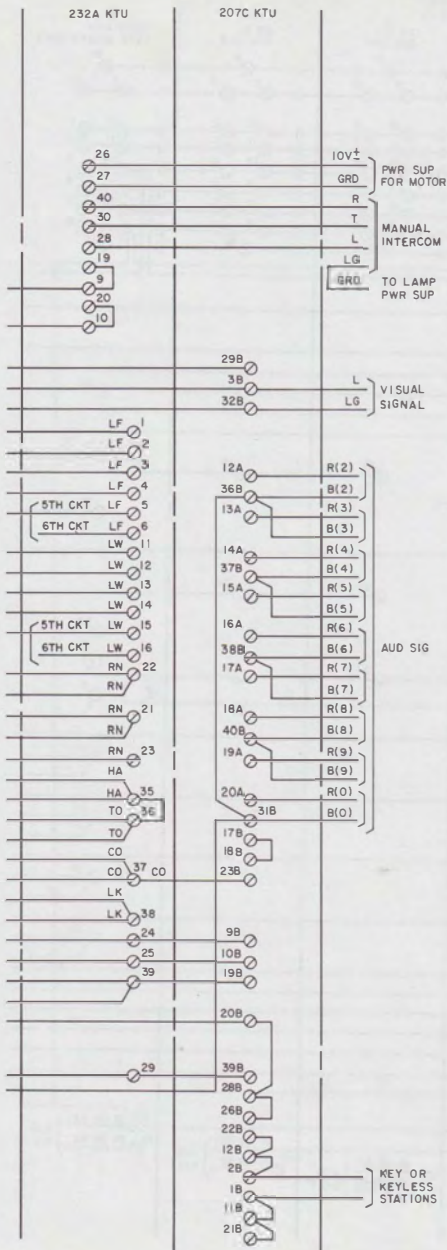 232A KTU 207C KTU
26 10V± PWR SUP
27 GRD FOR MOTOR
40 R
30 T MANUAL
28 L INTERCOM
19 LG
9 GRD TO LAMP
20 PWR SUP
10
29B
3B L VISUAL
32B LG SIGNAL
LF 1
LF 2
LF 3 12A R(2)
LF 4 36B B(2)
5TH CKT LF 5 13A R(3)
6TH CKT LF 6 B(3)
LW 11 14A R(4)
LW 12 37B B(4)
LW 13 15A R(5)
LW 14 B(5)
5TH CKT LW 15 16A R(6)
6TH CKT LW 16 38B B(6) AUD SIG
RN 22 17A R(7)
RN B(7)
RN 21 18A R(8)
RN 40B B(8)
RN 23 19A R(9)
HA B(9)
HA 35 20A R(0)
TO 36 31B B(0)
TO 17B
CO 18B
CO 37 CO 23B
LK
LK 38
24 9B
25 10B
39 19B
20B
29 39B
28B
26B
22B
12B
2B KEY OR
1B KEYLESS
11B STATIONS
21B